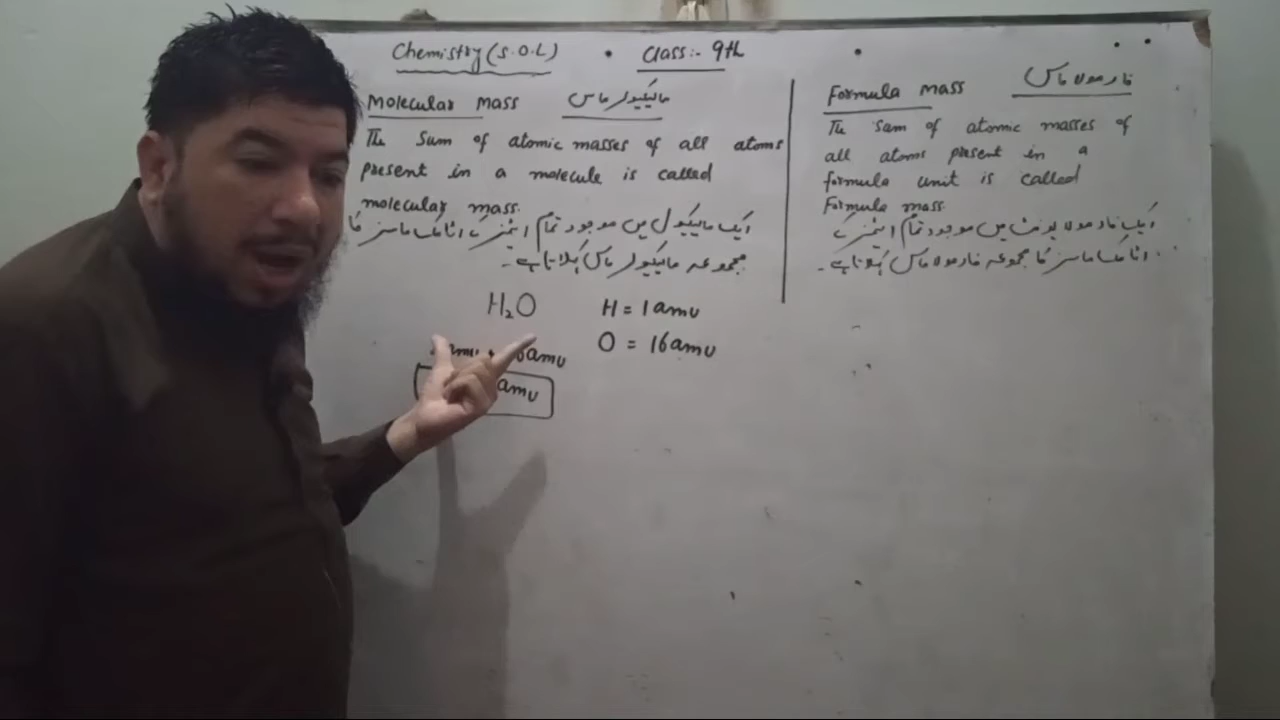 Chemistry (S.O.L) • Class:- 9th
Molecular Mass مالیکیولر ماس
The Sum of atomic masses of all atoms
present in a molecule is called
molecular mass.
ایک مالیکیول میں موجود تمام ایٹمز کے اٹامک ماسز کا
مجموعہ مالیکیولر ماس کہلاتا ہے۔
H₂O H = 1amu
O = 16amu
amu
amu
Formula Mass فارمولا ماس
The Sam of atomic masses of
all atoms present in a
formula unit is called
Formula mass.
ایک فارمولا یونٹ میں موجود تمام ایٹمز کے
اٹامک ماسز کا مجموعہ فارمولا ماس کہلاتا ہے۔